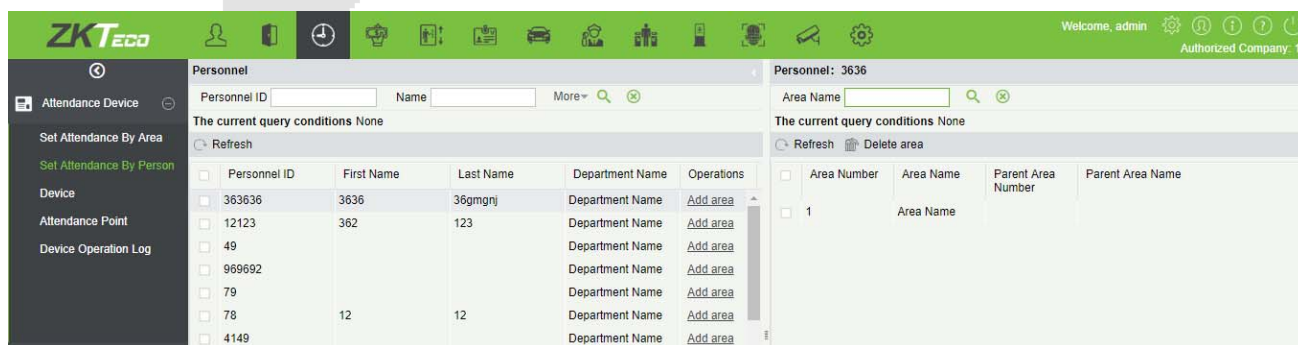 ZKTeco
Welcome, admin
Authorized Company:
Attendance Device
Set Attendance By Area
Set Attendance By Person
Device
Attendance Point
Device Operation Log
Personnel
Personnel ID Name More
The current query conditions None
Refresh
Personnel ID First Name Last Name Department Name Operations
363636 3636 36gmgnj Department Name Add area
12123 362 123 Department Name Add area
49 Department Name Add area
969692 Department Name Add area
79 Department Name Add area
78 12 12 Department Name Add area
4149 Department Name Add area
Personnel: 3636
Area Name
The current query conditions None
Refresh Delete area
Area Number Area Name Parent Area Number Parent Area Name
1 Area Name